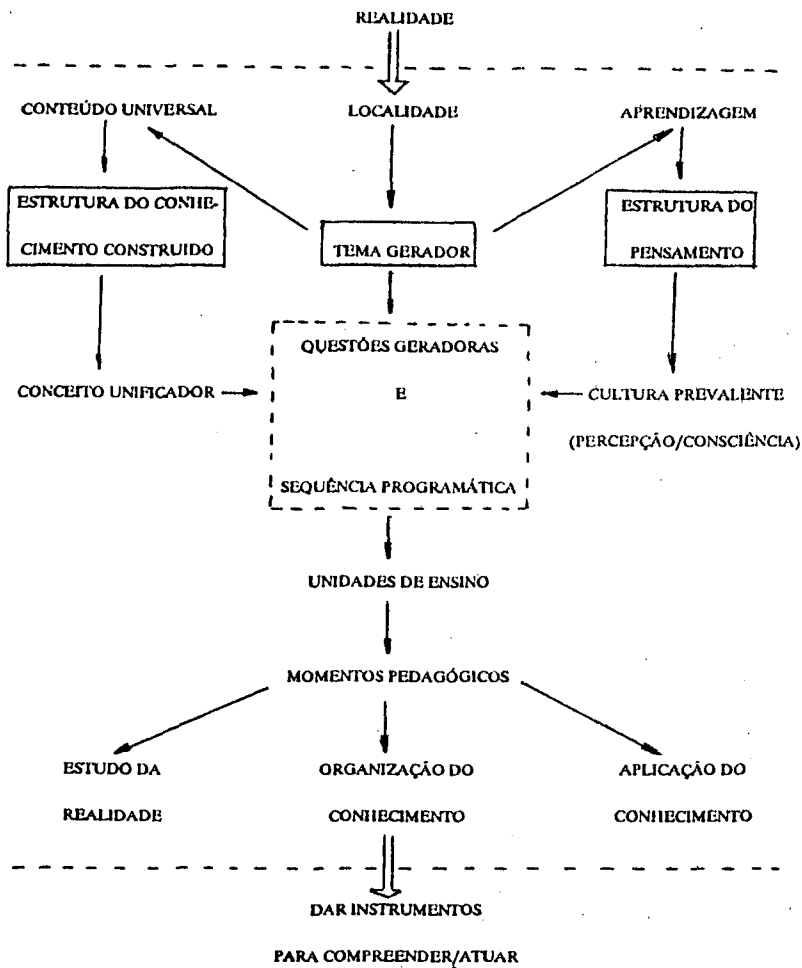 REALIDADE
CONTEÚDO UNIVERSAL
LOCALIDADE
APRENDIZAGEM
ESTRUTURA DO CONHE-
CIMENTO CONSTRUIDO
TEMA GERADOR
ESTRUTURA DO
PENSAMENTO
QUESTÕES GERADORAS
E
SEQUÊNCIA PROGRAMÁTICA
CONCEITO UNIFICADOR
CULTURA PREVALENTE
(PERCEPÇÃO/CONSCIÊNCIA)
UNIDADES DE ENSINO
MOMENTOS PEDAGÓGICOS
ESTUDO DA
REALIDADE
ORGANIZAÇÃO DO
CONHECIMENTO
APLICAÇÃO DO
CONHECIMENTO
DAR INSTRUMENTOS
PARA COMPREENDER/ATUAR